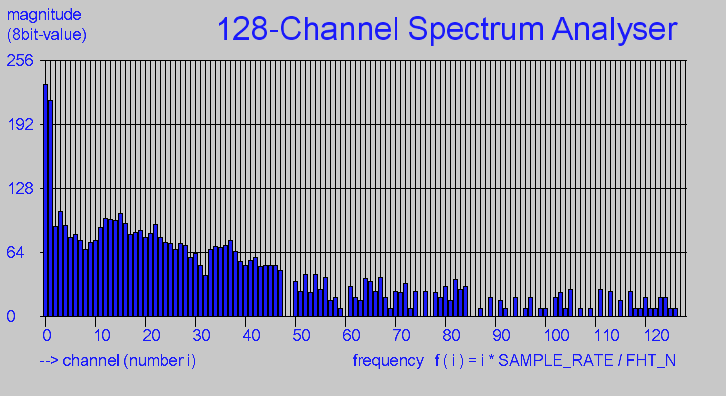 magnitude
(8bit-value)
128-Channel Spectrum Analyser
256
192
128
64
0
0 10 20 30 40 50 60 70 80 90 100 110 120
--> channel (number i)
frequency f ( i ) = i * SAMPLE_RATE / FHT_N